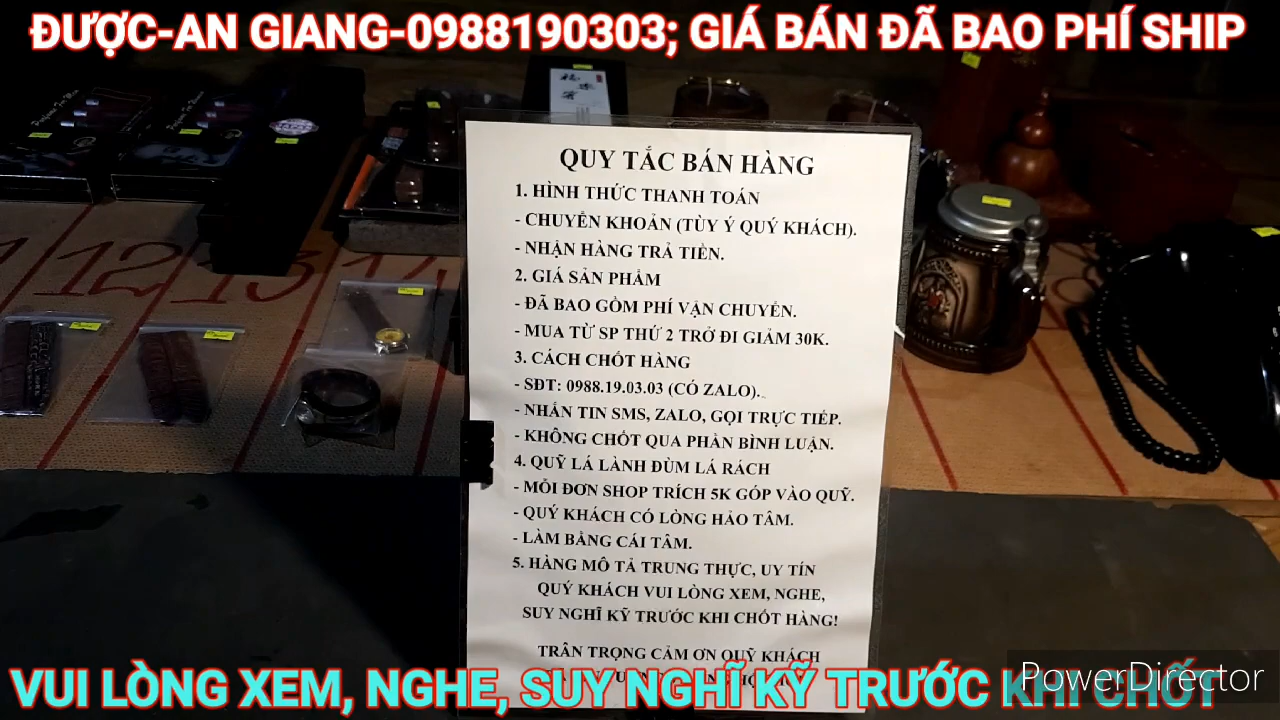 ĐƯỢC-AN GIANG-0988190303; GIÁ BÁN ĐÃ BAO PHÍ SHIP
QUY TẮC BÁN HÀNG
1. HÌNH THỨC THANH TOÁN
- CHUYỂN KHOẢN (TÙY Ý QUÝ KHÁCH).
- NHẬN HÀNG TRẢ TIỀN.
2. GIÁ SẢN PHẨM
- ĐÃ BAO GỒM PHÍ VẬN CHUYỂN.
- MUA TỪ SP THỨ 2 TRỞ ĐI GIẢM 30K.
3. CÁCH CHỐT HÀNG
- SĐT: 0988.19.03.03 (CÓ ZALO).
- NHẮN TIN SMS, ZALO, GỌI TRỰC TIẾP.
- KHÔNG CHỐT QUA PHẦN BÌNH LUẬN.
4. QUỸ LÁ LÀNH ĐÙM LÁ RÁCH
- MỖI ĐƠN SHOP TRÍCH 5K GÓP VÀO QUỸ.
- QUÝ KHÁCH CÓ LÒNG HẢO TÂM.
- LÀM BẰNG CÁI TÂM.
5. HÀNG MÔ TẢ TRUNG THỰC, UY TÍN
QUÝ KHÁCH VUI LÒNG XEM, NGHE,
SUY NGHĨ KỸ TRƯỚC KHI CHỐT HÀNG!
TRÂN TRỌNG CẢM ƠN QUÝ KHÁCH
12 13 14
VUI LÒNG XEM, NGHE, SUY NGHĨ KỸ TRƯỚC KHI CHỐT
PowerDirector